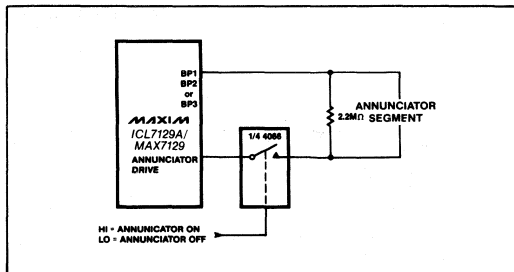 BP1
BP2
or
BP3
MAXIM
ICL7129A/
MAX7129
ANNUNCIATOR
DRIVE
1/4 4066
2.2MΩ
ANNUNCIATOR
SEGMENT
HI = ANNUNICATOR ON
LO = ANNUNCIATOR OFF